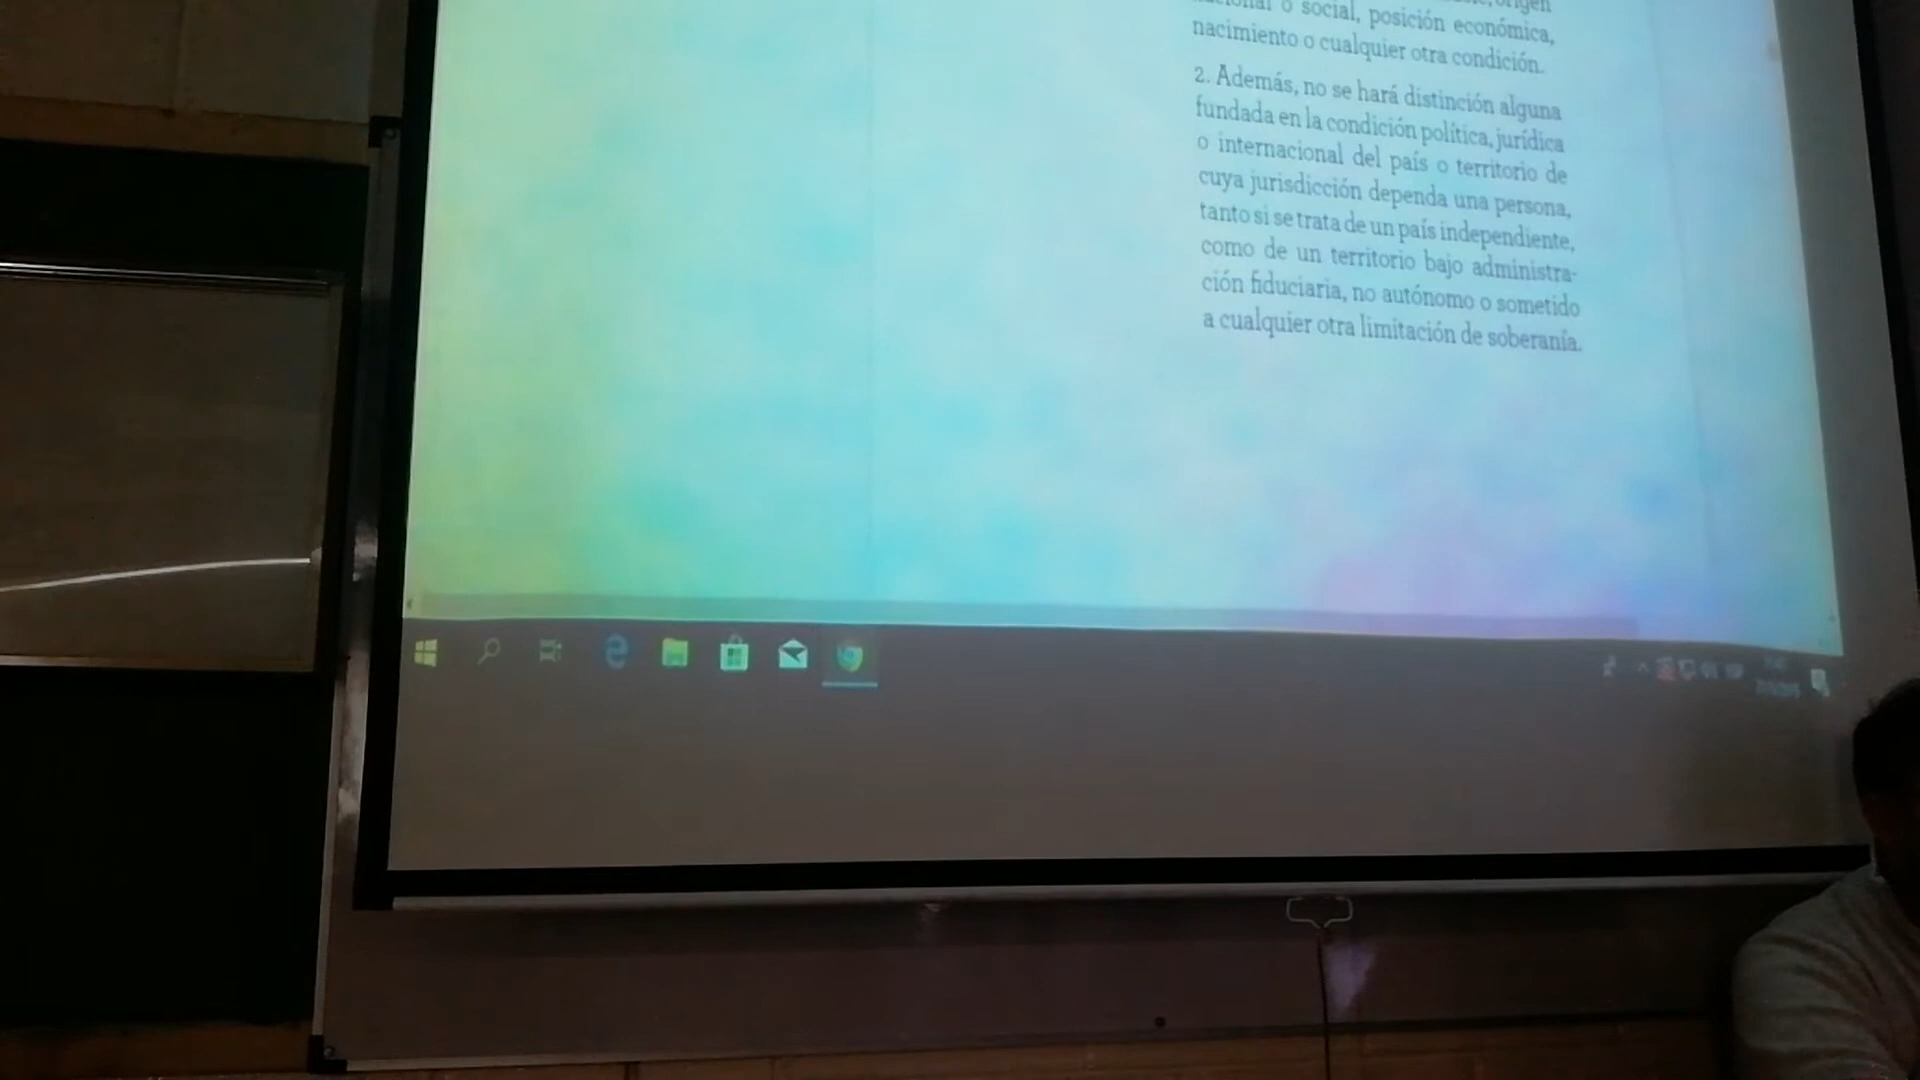 origen
nacional o social, posición económica,
nacimiento o cualquier otra condición.
2. Además, no se hará distinción alguna
fundada en la condición política, jurídica
o internacional del país o territorio de
cuya jurisdicción dependa una persona,
tanto si se trata de un país independiente,
como de un territorio bajo administra-
ción fiduciaria, no autónomo o sometido
a cualquier otra limitación de soberanía.